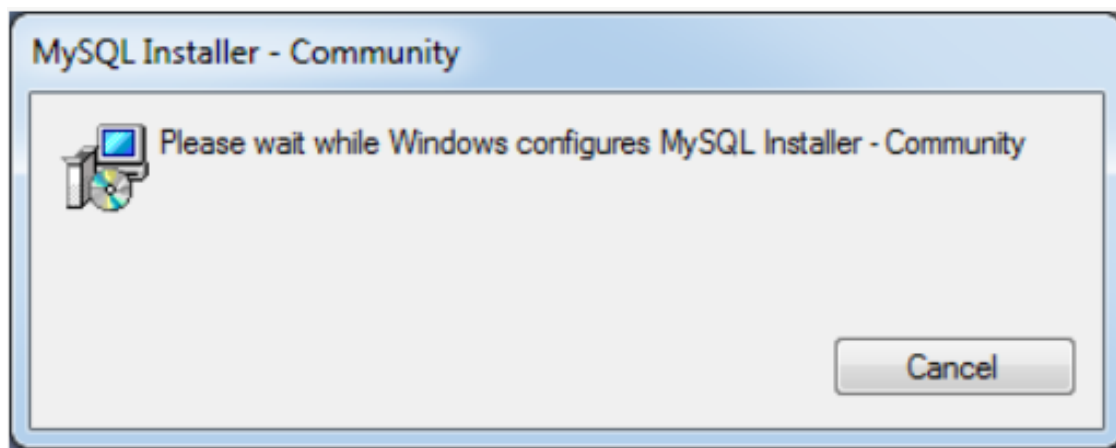 MySQL Installer - Community
Please wait while Windows configures MySQL Installer - Community
Cancel